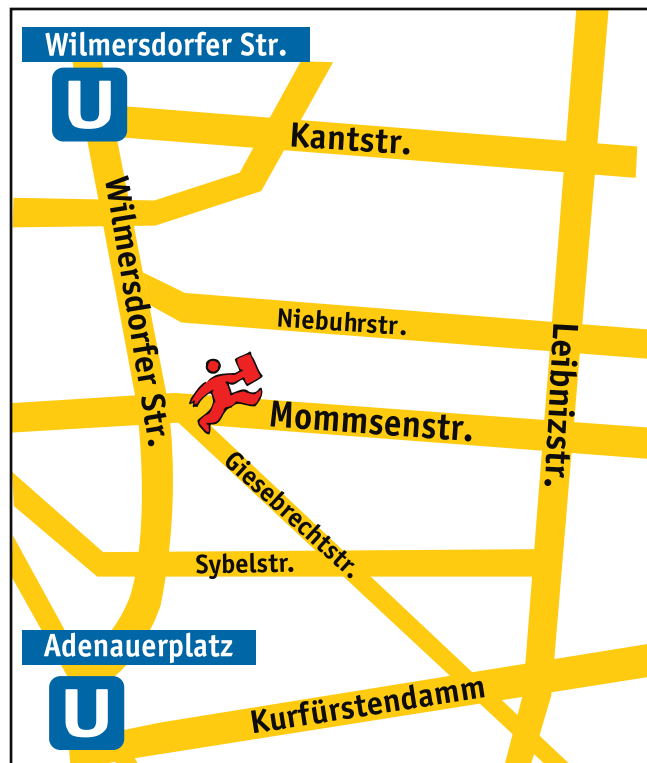 Wilmersdorfer Str.
U
Kantstr.
Wilmersdorfer Str.
Niebuhrstr.
Leibnizstr.
Mommsenstr.
Giesebrechtstr.
Sybelstr.
Adenauerplatz
U
Kurfürstendamm